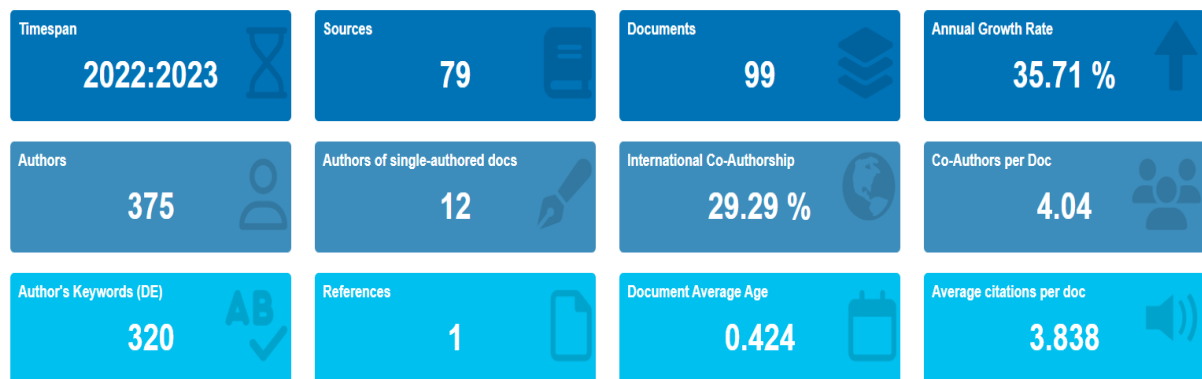 Timespan
2022:2023
Sources
79
Documents
99
Annual Growth Rate
35.71 %
Authors
375
Authors of single-authored docs
12
International Co-Authorship
29.29 %
Co-Authors per Doc
4.04
Author's Keywords (DE)
320
AB
References
1
Document Average Age
0.424
Average citations per doc
3.838